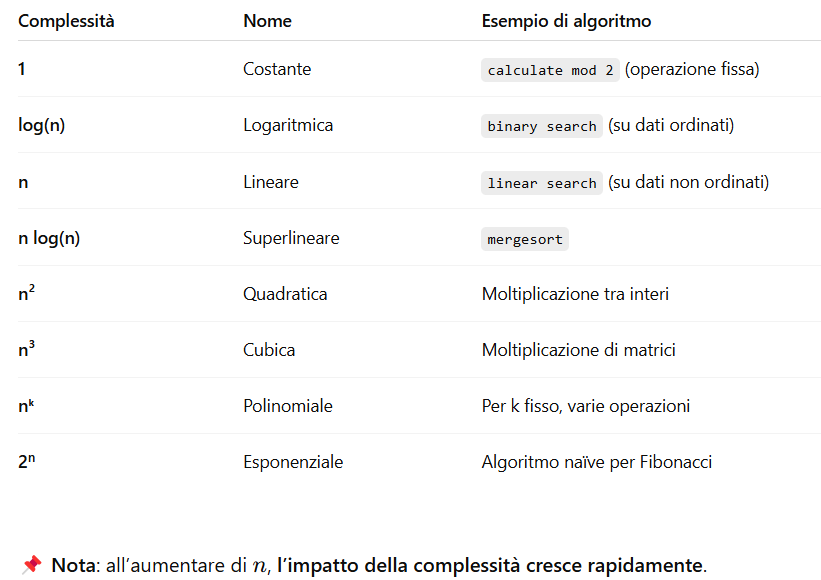 Complessità Nome Esempio di algoritmo
1 Costante calculate mod 2 (operazione fissa)
log(n) Logaritmica binary search (su dati ordinati)
n Lineare linear search (su dati non ordinati)
n log(n) Superlineare mergesort
n² Quadratica Moltiplicazione tra interi
n³ Cubica Moltiplicazione di matrici
nᵏ Polinomiale Per k fisso, varie operazioni
2ⁿ Esponenziale Algoritmo naïve per Fibonacci
📌 Nota: all’aumentare di n, l’impatto della complessità cresce rapidamente.